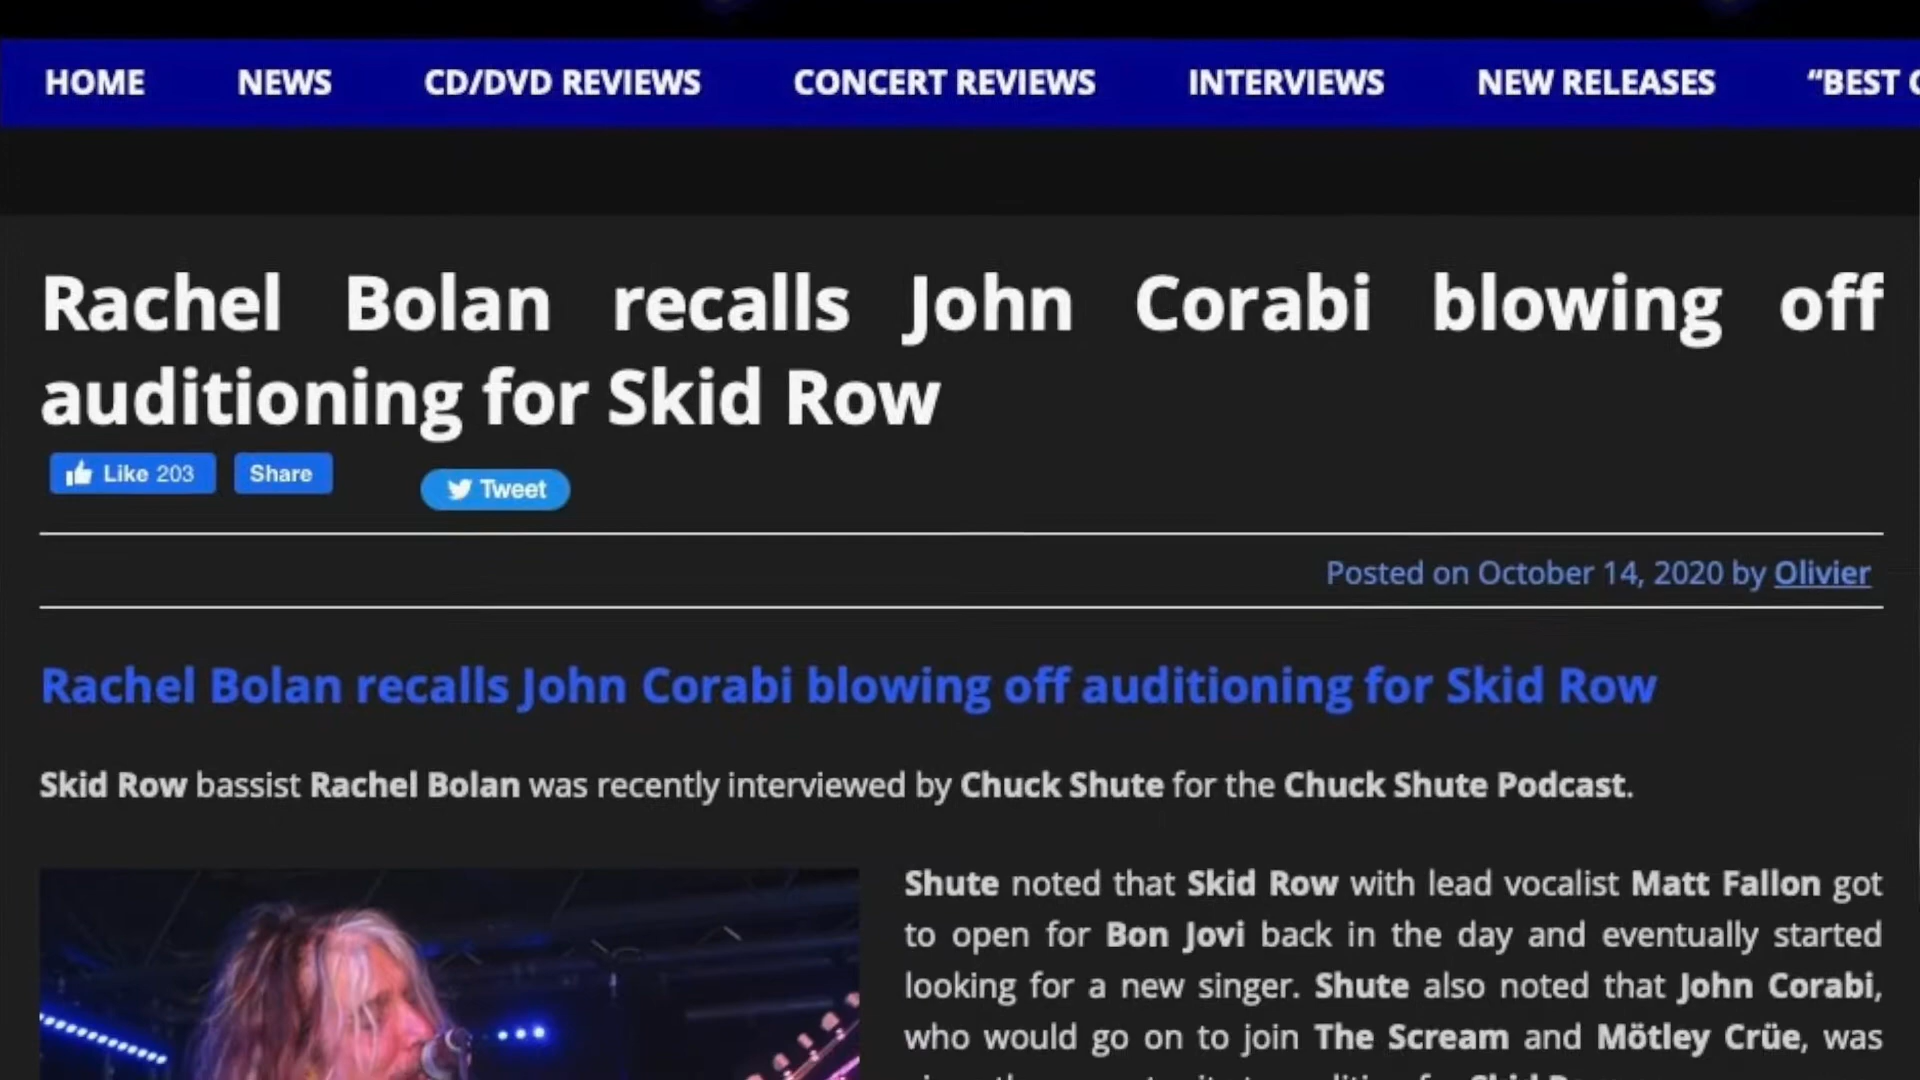 HOME NEWS CD/DVD REVIEWS CONCERT REVIEWS INTERVIEWS NEW RELEASES “BEST
Rachel Bolan recalls John Corabi blowing off
auditioning for Skid Row
Like 203 Share Tweet
Posted on October 14, 2020 by Olivier
Rachel Bolan recalls John Corabi blowing off auditioning for Skid Row
Skid Row bassist Rachel Bolan was recently interviewed by Chuck Shute for the Chuck Shute Podcast.
Shute noted that Skid Row with lead vocalist Matt Fallon got
to open for Bon Jovi back in the day and eventually started
looking for a new singer. Shute also noted that John Corabi,
who would go on to join The Scream and Mötley Crüe, was